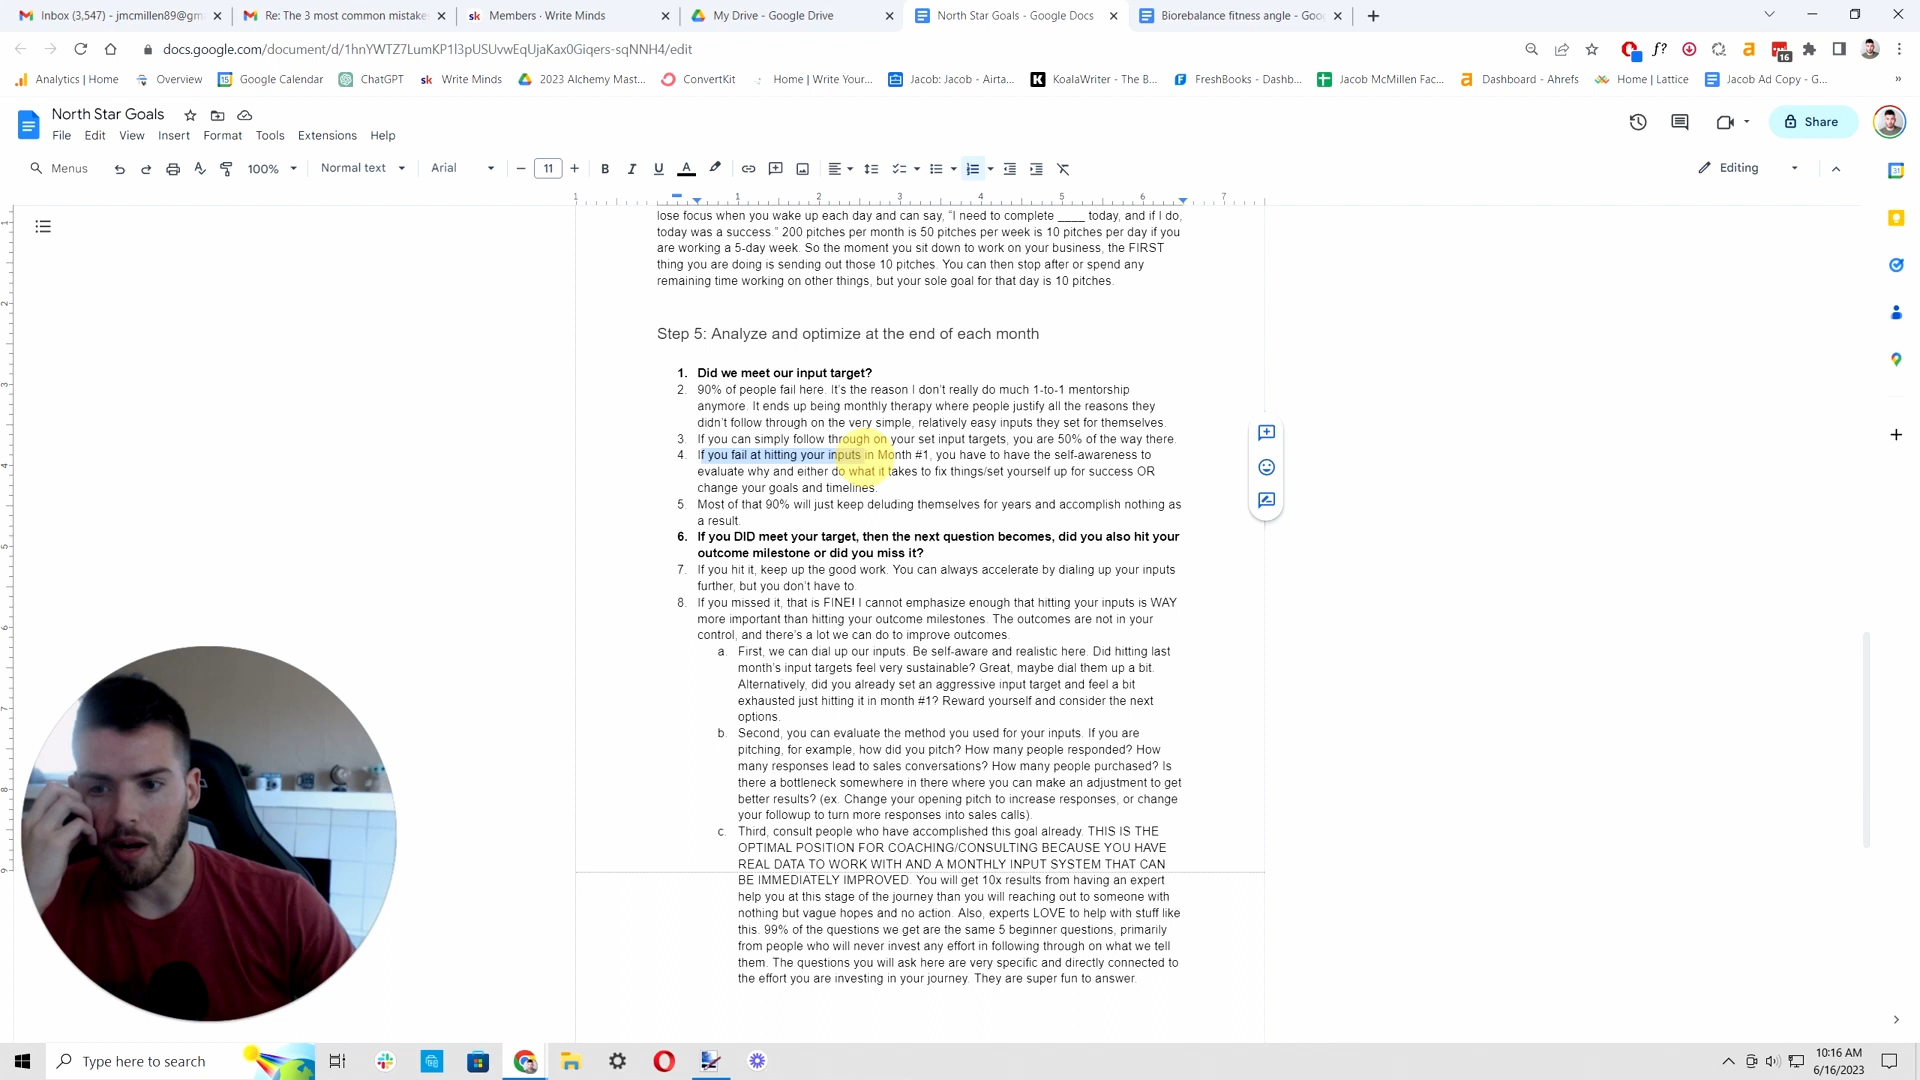 Inbox (3,547) - jmcmillen89@gm
Re: The 3 most common mistake
Members · Write Minds
My Drive - Google Drive
North Star Goals - Google Docs
Biorebalance fitness angle - Goo
docs.google.com/document/d/1hnYWTZ7LumKP1l3pUSUvwEqUjaKax0Giqers-sqNNH4/edit
Analytics | Home
Overview
Google Calendar
ChatGPT
Write Minds
2023 Alchemy Mast...
ConvertKit
Home | Write Your...
Jacob: Jacob - Airta...
KoalaWriter - The B...
FreshBooks - Dashb...
Jacob McMillen Fac...
Dashboard - Ahrefs
Home | Lattice
Jacob Ad Copy - G...
North Star Goals
File Edit View Insert Format Tools Extensions Help
Share
Menus 100% Normal text Arial 11 Editing
lose focus when you wake up each day and can say, “I need to complete ____ today, and if I do,
today was a success.” 200 pitches per month is 50 pitches per week is 10 pitches per day if you
are working a 5-day week. So the moment you sit down to work on your business, the FIRST
thing you are doing is sending out those 10 pitches. You can then stop after or spend any
remaining time working on other things, but your sole goal for that day is 10 pitches.
Step 5: Analyze and optimize at the end of each month
1. Did we meet our input target?
2. 90% of people fail here. It’s the reason I don’t really do much 1-to-1 mentorship
anymore. It ends up being monthly therapy where people justify all the reasons they
didn’t follow through on the very simple, relatively easy inputs they set for themselves.
3. If you can simply follow through on your set input targets, you are 50% of the way there.
4. If you fail at hitting your inputs in Month #1, you have to have the self-awareness to
evaluate why and either do what it takes to fix things/set yourself up for success OR
change your goals and timelines.
5. Most of that 90% will just keep deluding themselves for years and accomplish nothing as
a result.
6. If you DID meet your target, then the next question becomes, did you also hit your
outcome milestone or did you miss it?
7. If you hit it, keep up the good work. You can always accelerate by dialing up your inputs
further, but you don’t have to.
8. If you missed it, that is FINE! I cannot emphasize enough that hitting your inputs is WAY
more important than hitting your outcome milestones. The outcomes are not in your
control, and there’s a lot we can do to improve outcomes.
a. First, we can dial up our inputs. Be self-aware and realistic here. Did hitting last
month’s input targets feel very sustainable? Great, maybe dial them up a bit.
Alternatively, did you already set an aggressive input target and feel a bit
exhausted just hitting it in month #1? Reward yourself and consider the next
options.
b. Second, you can evaluate the method you used for your inputs. If you are
pitching, for example, how did you pitch? How many people responded? How
many responses lead to sales conversations? How many people purchased? Is
there a bottleneck somewhere in there where you can make an adjustment to get
better results? (ex. Change your opening pitch to increase responses, or change
your followup to turn more responses into sales calls).
c. Third, consult people who have accomplished this goal already. THIS IS THE
OPTIMAL POSITION FOR COACHING/CONSULTING BECAUSE YOU HAVE
REAL DATA TO WORK WITH AND A MONTHLY INPUT SYSTEM THAT CAN
BE IMMEDIATELY IMPROVED. You will get 10x results from having an expert
help you at this stage of the journey than you will reaching out to someone with
nothing but vague hopes and no action. Also, experts LOVE to help with stuff like
this. 99% of the questions we get are the same 5 beginner questions, primarily
from people who will never invest any effort in following through on what we tell
them. The questions you will ask here are very specific and directly connected to
the effort you are investing in your journey. They are super fun to answer.
Type here to search
10:16 AM
6/16/2023